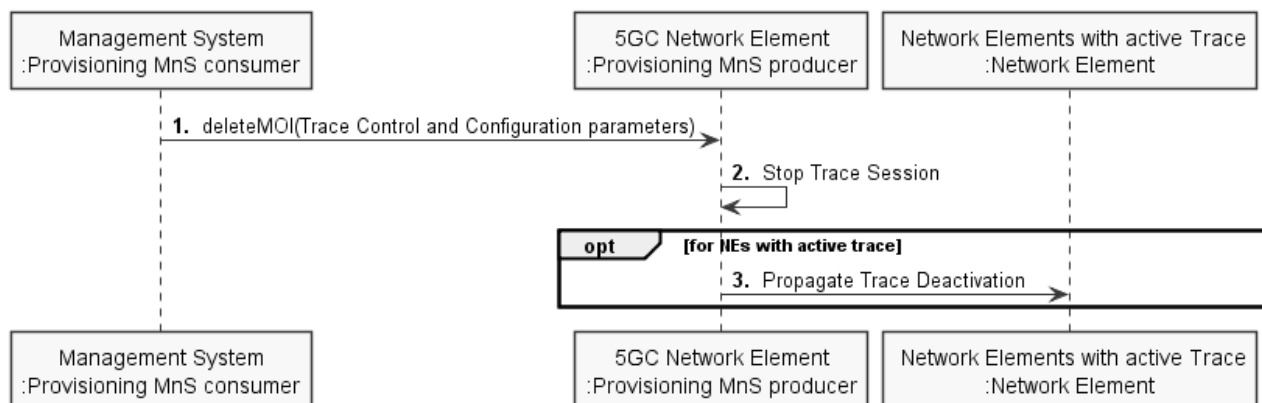 Management System
:Provisioning MnS consumer
5GC Network Element
:Provisioning MnS producer
Network Elements with active Trace
:Network Element
1. deleteMOI(Trace Control and Configuration parameters)
2. Stop Trace Session
opt [for NEs with active trace]
3. Propagate Trace Deactivation
Management System
:Provisioning MnS consumer
5GC Network Element
:Provisioning MnS producer
Network Elements with active Trace
:Network Element